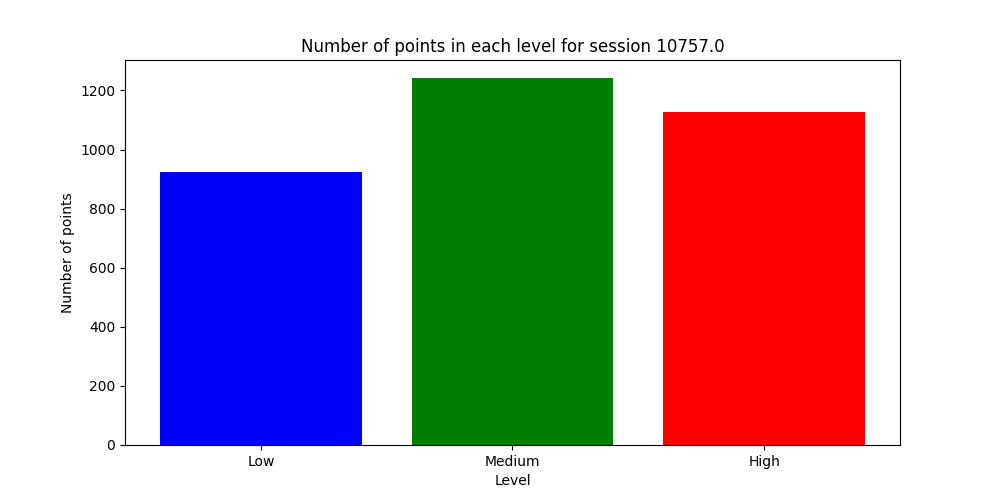 Number of points in each level for session 10757.0
1200
1000
800
600
400
200
0
Number of points
Low Medium High
Level